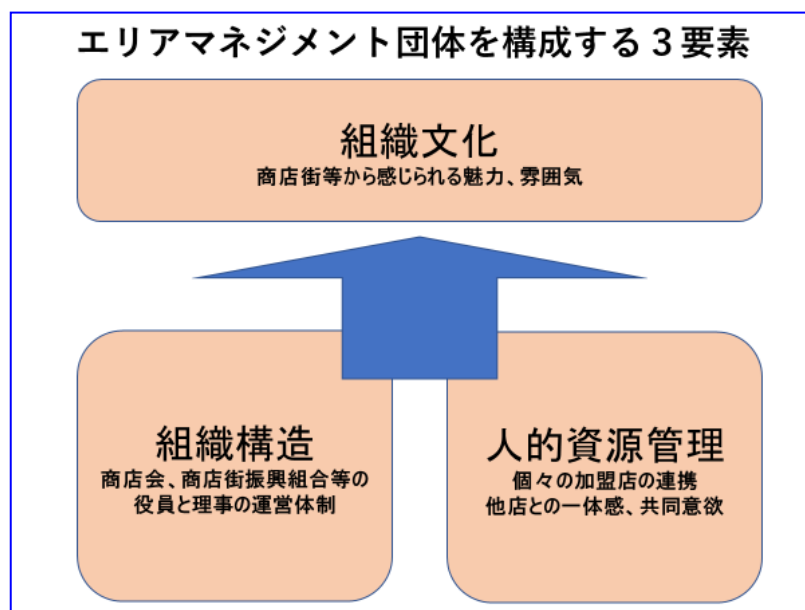 エリアマネジメント団体を構成する３要素
組織文化
商店街等から感じられる魅力、雰囲気
組織構造
商店会、商店街振興組合等の
役員と理事の運営体制
人的資源管理
個々の加盟店の連携
他店との一体感、共同意欲